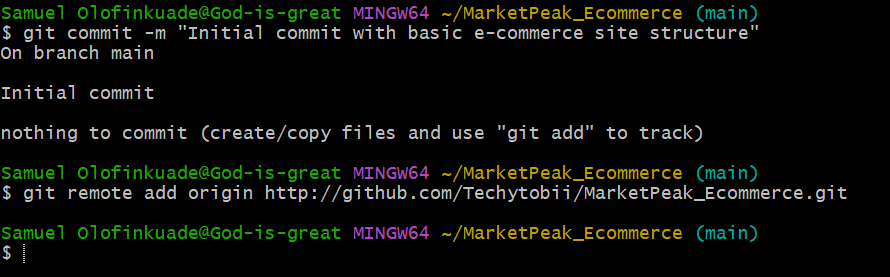 Samuel Olofinkuade@God-is-great MINGW64 ~/MarketPeak_Ecommerce (main)
$ git commit -m "Initial commit with basic e-commerce site structure"
On branch main
Initial commit
nothing to commit (create/copy files and use "git add" to track)
Samuel Olofinkuade@God-is-great MINGW64 ~/MarketPeak_Ecommerce (main)
$ git remote add origin http://github.com/Techytobii/MarketPeak_Ecommerce.git
Samuel Olofinkuade@God-is-great MINGW64 ~/MarketPeak_Ecommerce (main)
$